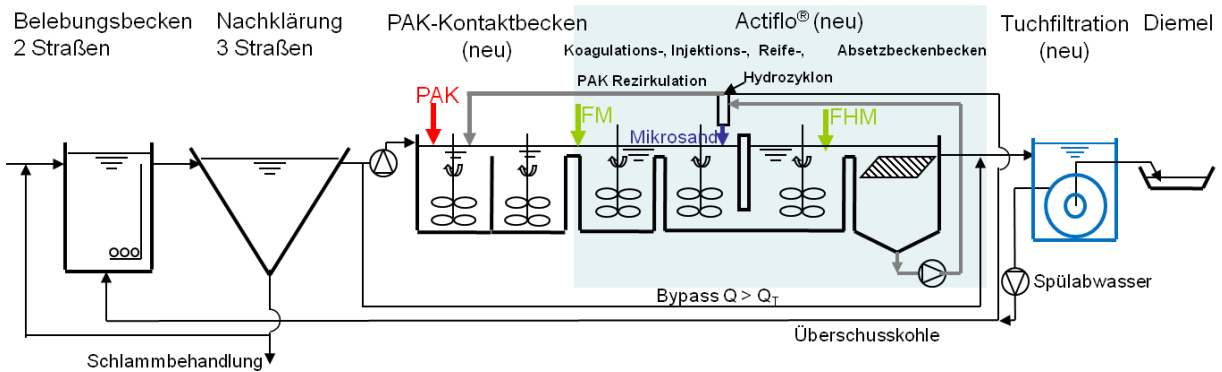 Belebungsbecken
2 Straßen
Nachklärung
3 Straßen
PAK-Kontaktbecken
(neu)
Actiflo® (neu)
Tuchfiltration
(neu)
Diemel
Koagulations-, Injektions-, Reife-, Absetzbeckenbecken
PAK Rezirkulation
Hydrozyklon
PAK
FM
Mikrosand
FHM
Bypass Q > QT
Spülabwasser
Überschusskohle
Schlammbehandlung